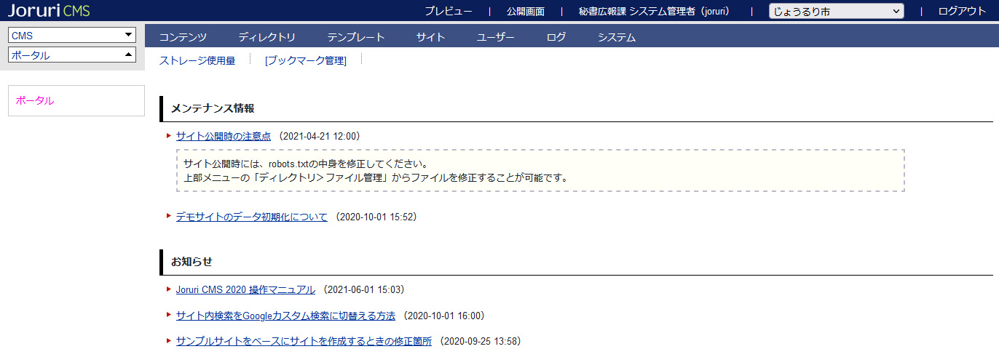 Joruri CMS
プレビュー | 公開画面 | 秘書広報課 システム管理者（joruri） | じょうるり市 | ログアウト
CMS
ポータル
コンテンツ ディレクトリ テンプレート サイト ユーザー ログ システム
ストレージ使用量 [ブックマーク管理]
ポータル
メンテナンス情報
サイト公開時の注意点 （2021-04-21 12:00）
サイト公開時には、robots.txtの中身を修正してください。
上部メニューの「ディレクトリ＞ファイル管理」からファイルを修正することが可能です。
デモサイトのデータ初期化について （2020-10-01 15:52）
お知らせ
Joruri CMS 2020 操作マニュアル （2021-06-01 15:03）
サイト内検索をGoogleカスタム検索に切替える方法 （2020-10-01 16:00）
サンプルサイトをベースにサイトを作成するときの修正箇所 （2020-09-25 13:58）